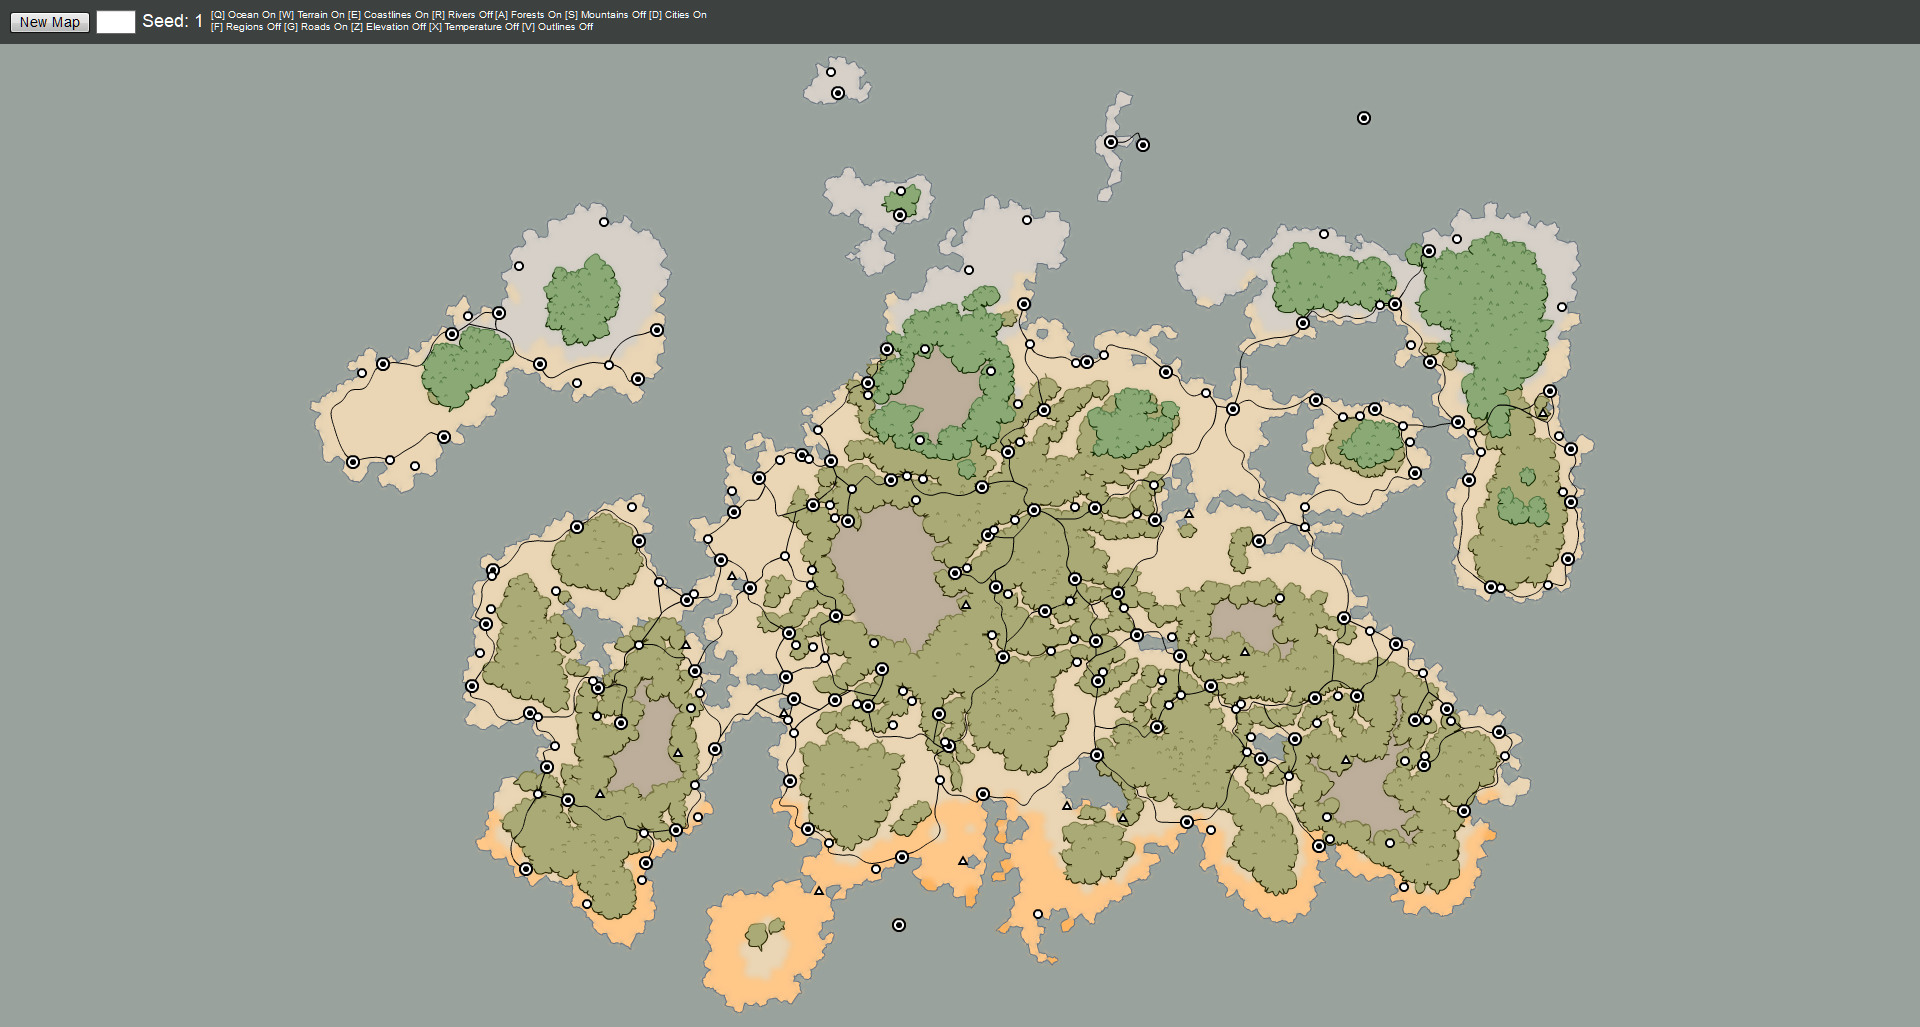 New Map Seed: 1 [Q] Ocean On [W] Terrain On [E] Coastlines On [R] Rivers Off [A] Forests On [S] Mountains Off [D] Cities On
[F] Regions Off [G] Roads On [Z] Elevation Off [X] Temperature Off [V] Outlines Off